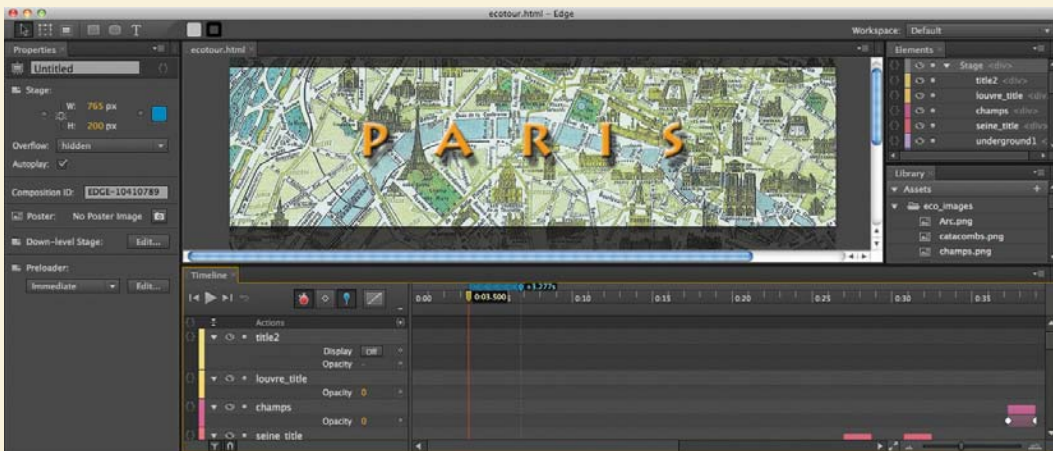 ecotour.html – Edge
T
Workspace: Default
Properties
Untitled
Stage:
W: 765 px
H: 200 px
Overflow: hidden
Autoplay:
Composition ID: EDGE-10410789
Poster: No Poster Image
Down-level Stage: Edit...
Preloader:
Immediate Edit...
ecotour.html
PARIS
Elements
Stage <div>
title2 <div>
louvre_title <div
champs <div>
seine_title <div>
underground1 <
Library
Assets
eco_images
Arc.png
catacombs.png
champs.png
Timeline
+3.277s
0:00 0:03.500 0:10 0:15 0:20 0:25 0:30 0:35
Actions
title2
Display Off
Opacity -
louvre_title
Opacity 0
champs
Opacity 0
seine_title